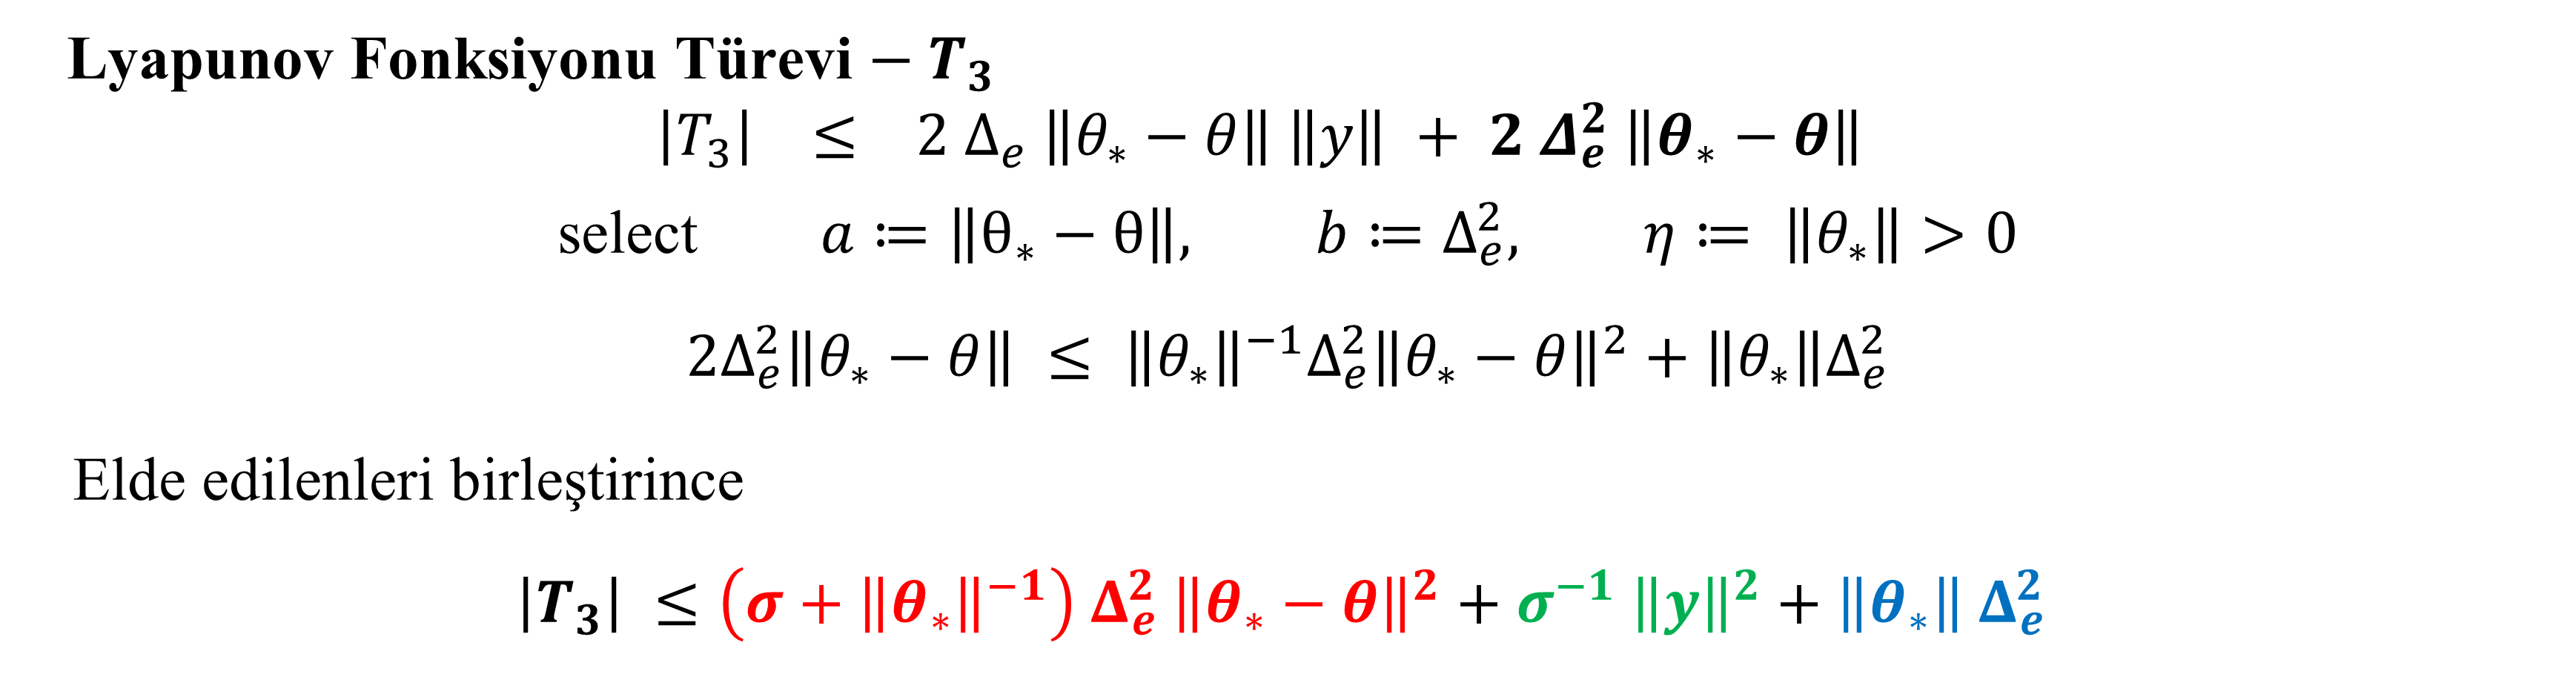 Lyapunov Fonksiyonu Türevi – T₃
|T₃| ≤ 2 Δₑ ‖θ∗ − θ‖ ‖y‖ + 2 Δₑ² ‖θ∗ − θ‖
select a ≔ ‖θ∗ − θ‖, b ≔ Δₑ², η ≔ ‖θ∗‖ > 0
2Δₑ²‖θ∗ − θ‖ ≤ ‖θ∗‖⁻¹Δₑ²‖θ∗ − θ‖² + ‖θ∗‖Δₑ²
Elde edilenleri birleştirince
|T₃| ≤ (σ + ‖θ∗‖⁻¹) Δₑ² ‖θ∗ − θ‖² + σ⁻¹ ‖y‖² + ‖θ∗‖ Δₑ²